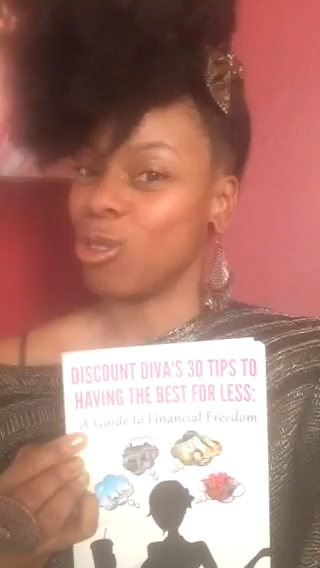 DISCOUNT DIVA'S 30 TIPS TO
HAVING THE BEST FOR LESS:
A Guide to Financial Freedom